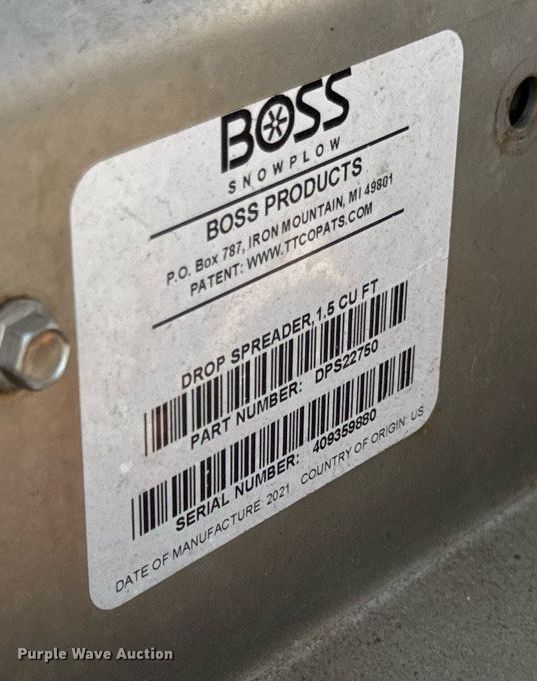 BOSS
SNOWPLOW
BOSS PRODUCTS
P.O. Box 787, IRON MOUNTAIN, MI 49801
PATENT: WWW.TTCOPATS.COM
DROP SPREADER, 1.5 CU FT
PART NUMBER: DPS22750
SERIAL NUMBER: 409359880
DATE OF MANUFACTURE: 2021 COUNTRY OF ORIGIN: US
Purple Wave Auction